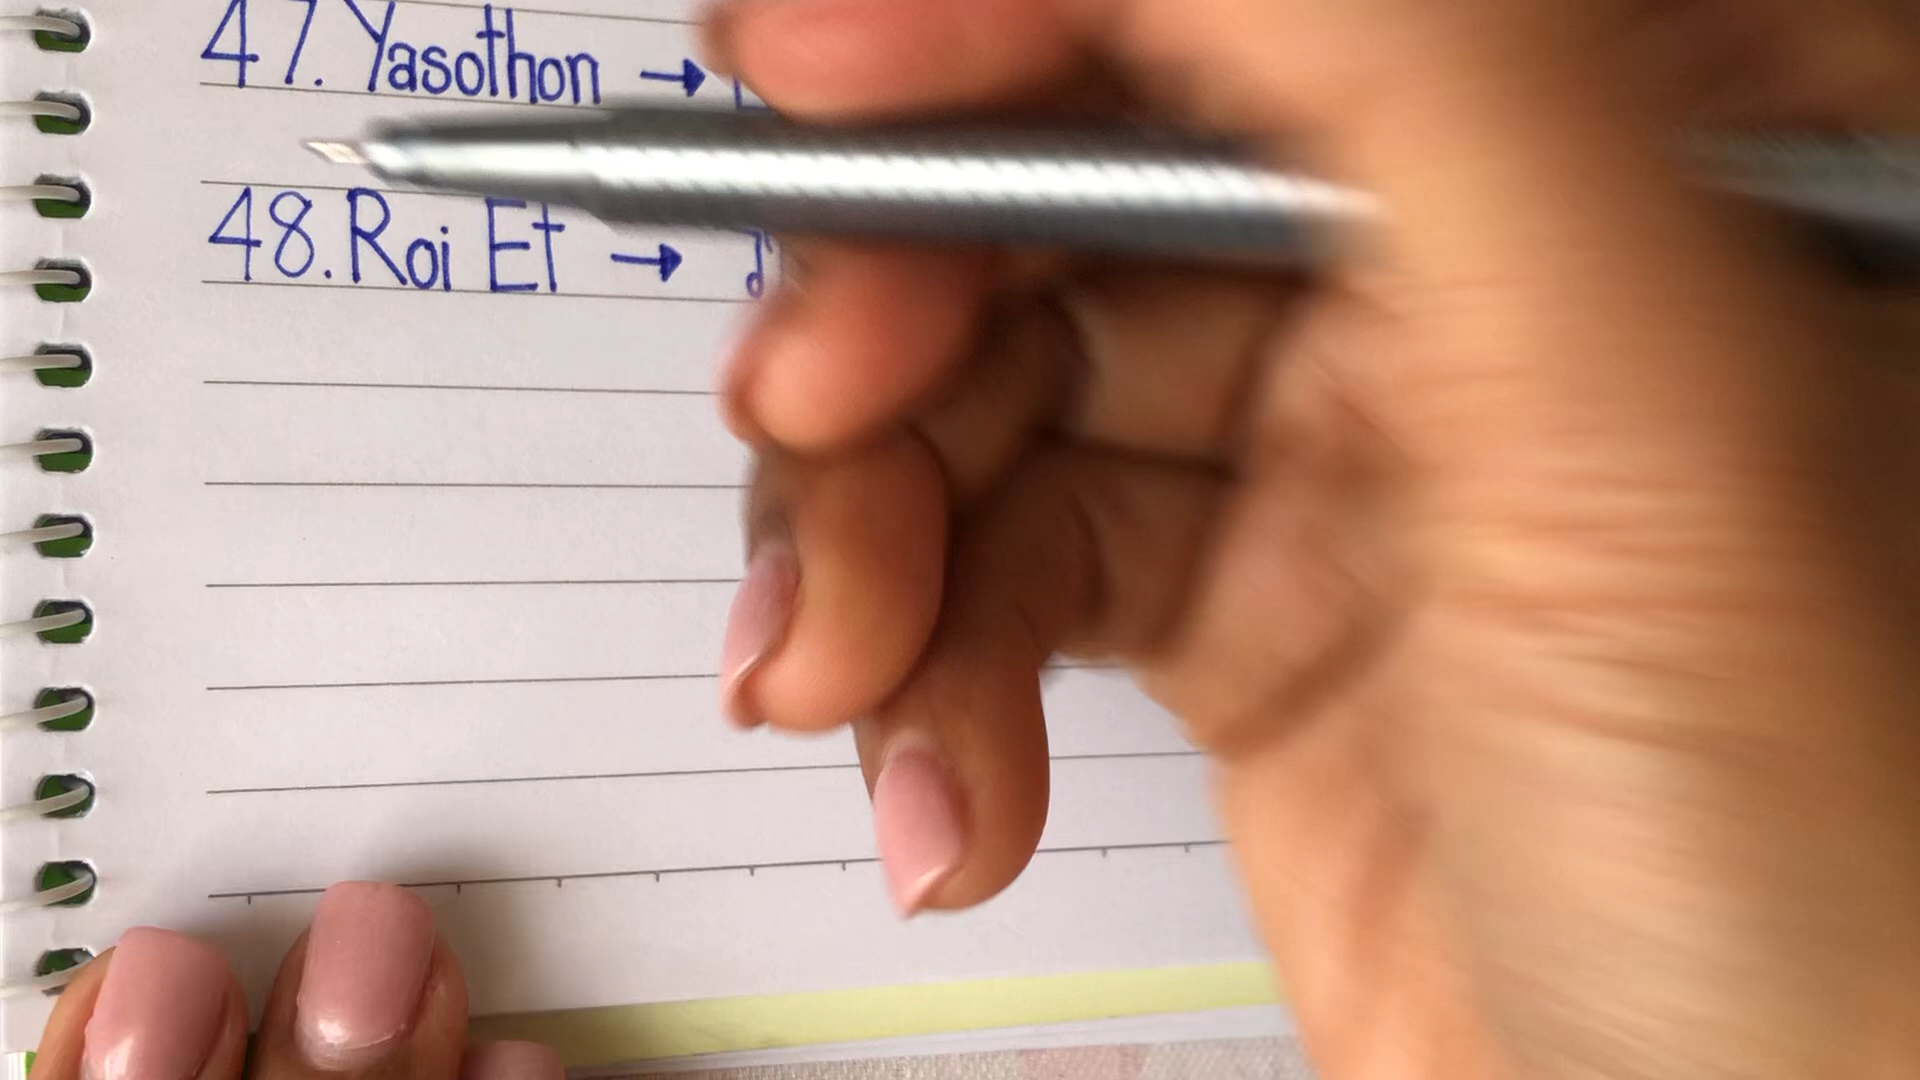 47. Yasothon →
48. Roi Et →